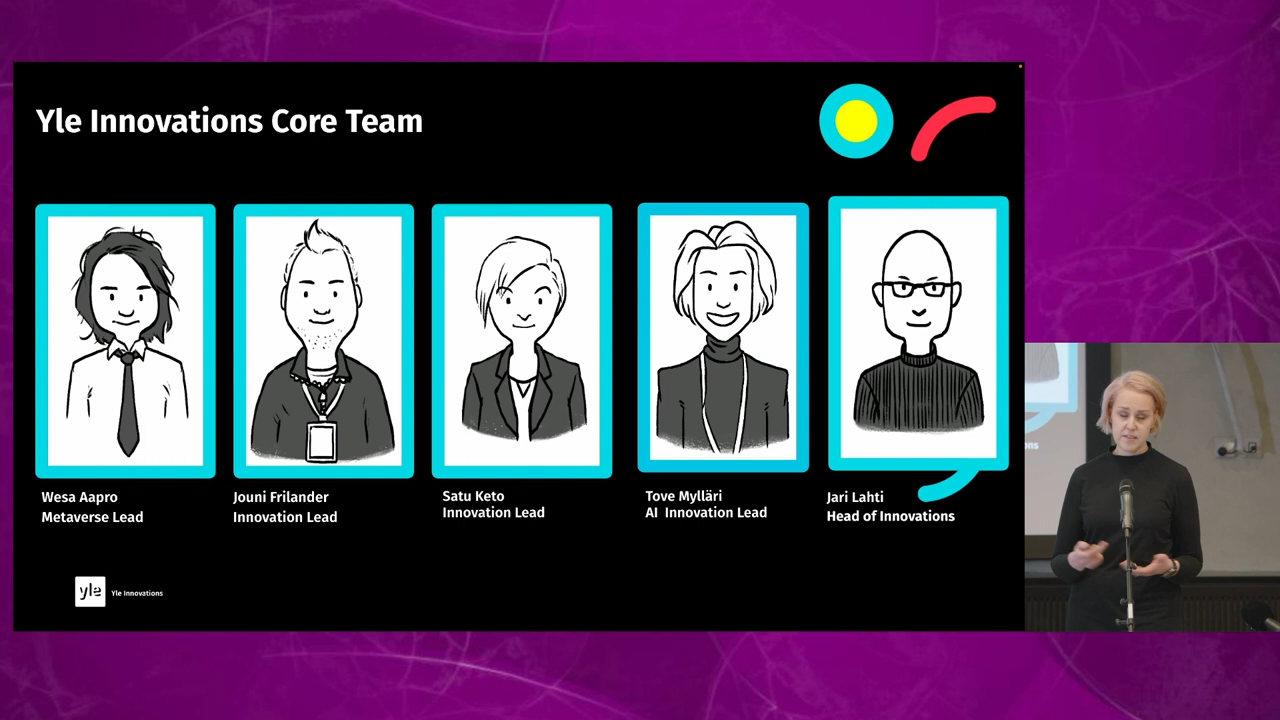 Yle Innovations Core Team
Wesa Aapro
Metaverse Lead
Jouni Frilander
Innovation Lead
Satu Keto
Innovation Lead
Tove Mylläri
AI Innovation Lead
Jari Lahti
Head of Innovations
yle
Yle Innovations